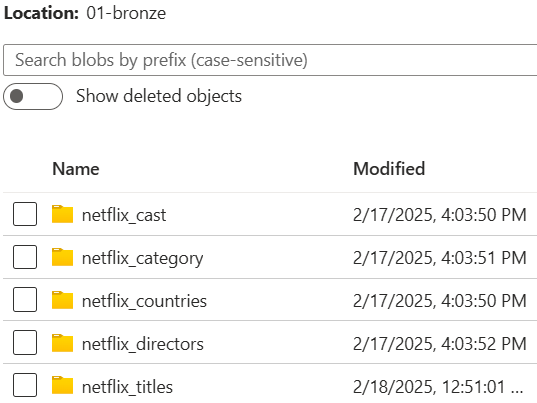 Location: 01-bronze
Search blobs by prefix (case-sensitive)
Show deleted objects
Name Modified
netflix_cast 2/17/2025, 4:03:50 PM
netflix_category 2/17/2025, 4:03:51 PM
netflix_countries 2/17/2025, 4:03:50 PM
netflix_directors 2/17/2025, 4:03:52 PM
netflix_titles 2/18/2025, 12:51:01 ...